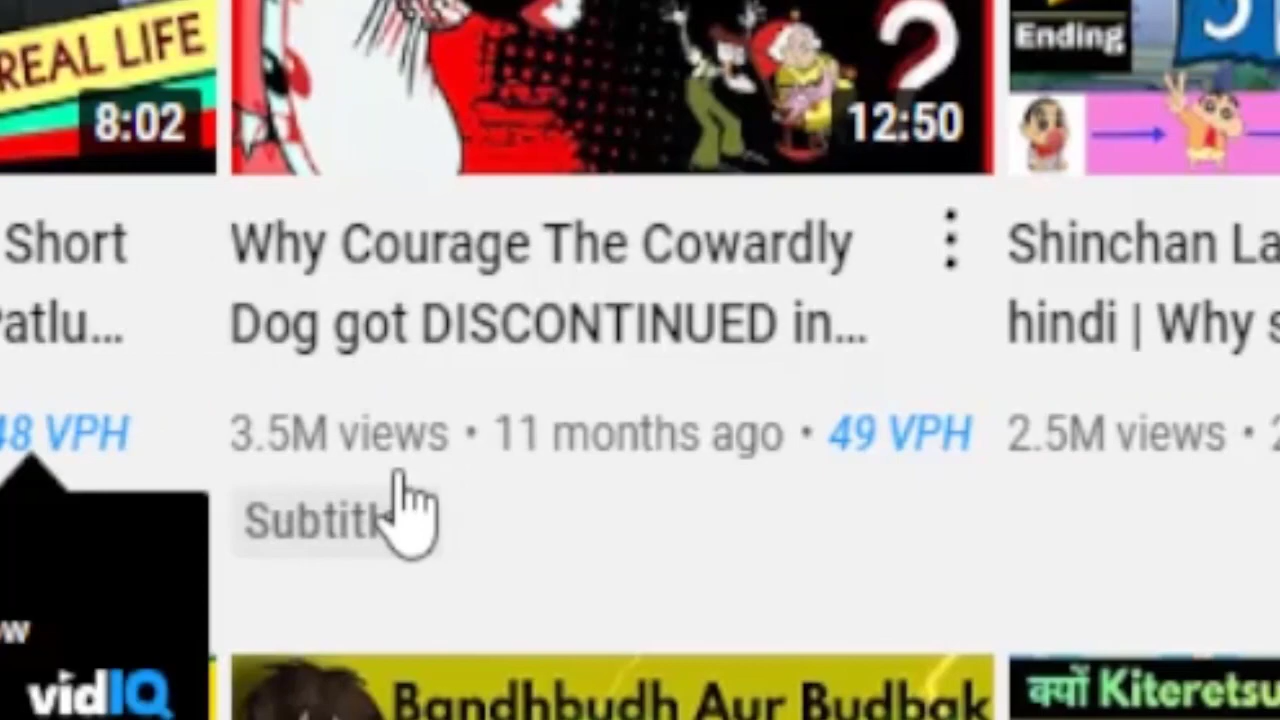 REAL LIFE
8:02
?
12:50
Ending
Short
Why Courage The Cowardly
Dog got DISCONTINUED in...
Shinchan La
hindi | Why s
48 VPH
3.5M views • 11 months ago • 49 VPH
2.5M views • 2
vidIQ
Bandhbudh Aur Budbak
क्यों Kiteretsu